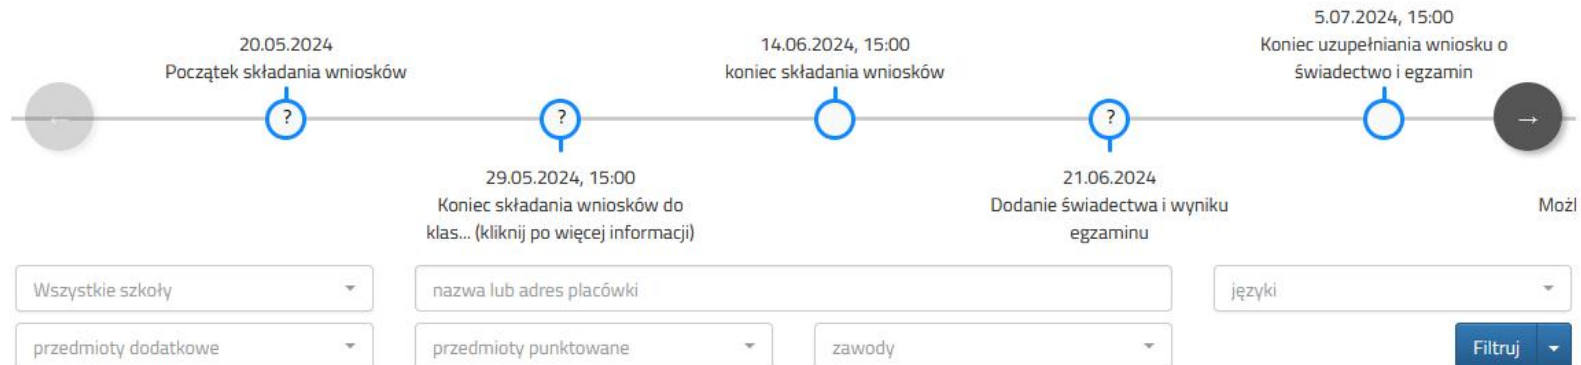 20.05.2024
Początek składania wniosków
?
29.05.2024, 15:00
Koniec składania wniosków do
klas... (kliknij po więcej informacji)
?
14.06.2024, 15:00
koniec składania wniosków
21.06.2024
Dodanie świadectwa i wyniku
egzaminu
?
5.07.2024, 15:00
Koniec uzupełniania wniosku o
świadectwo i egzamin
←
→
Możl
Wszystkie szkoły
nazwa lub adres placówki
języki
przedmioty dodatkowe
przedmioty punktowane
zawody
Filtruj